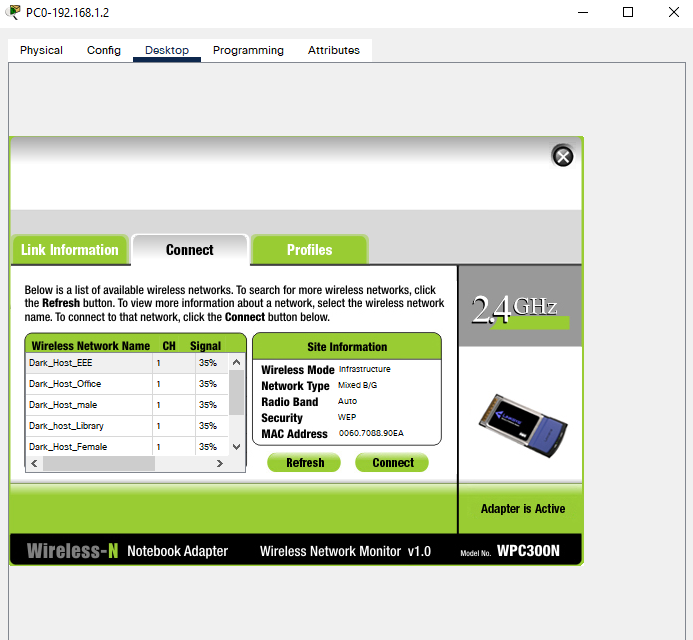 PC0-192.168.1.2
Physical Config Desktop Programming Attributes
Link Information Connect Profiles
Below is a list of available wireless networks. To search for more wireless networks, click
the Refresh button. To view more information about a network, select the wireless network
name. To connect to that network, click the Connect button below.
2,4GHz
Wireless Network Name CH Signal
Dark_Host_EEE 1 35%
Dark_Host_Office 1 35%
Dark_Host_male 1 35%
Dark_host_Library 1 35%
Dark_Host_Female 1 35%
Site Information
Wireless Mode Infrastructure
Network Type Mixed B/G
Radio Band Auto
Security WEP
MAC Address 0060.7088.90EA
Refresh Connect
Adapter is Active
Wireless-N Notebook Adapter Wireless Network Monitor v1.0 Model No. WPC300N